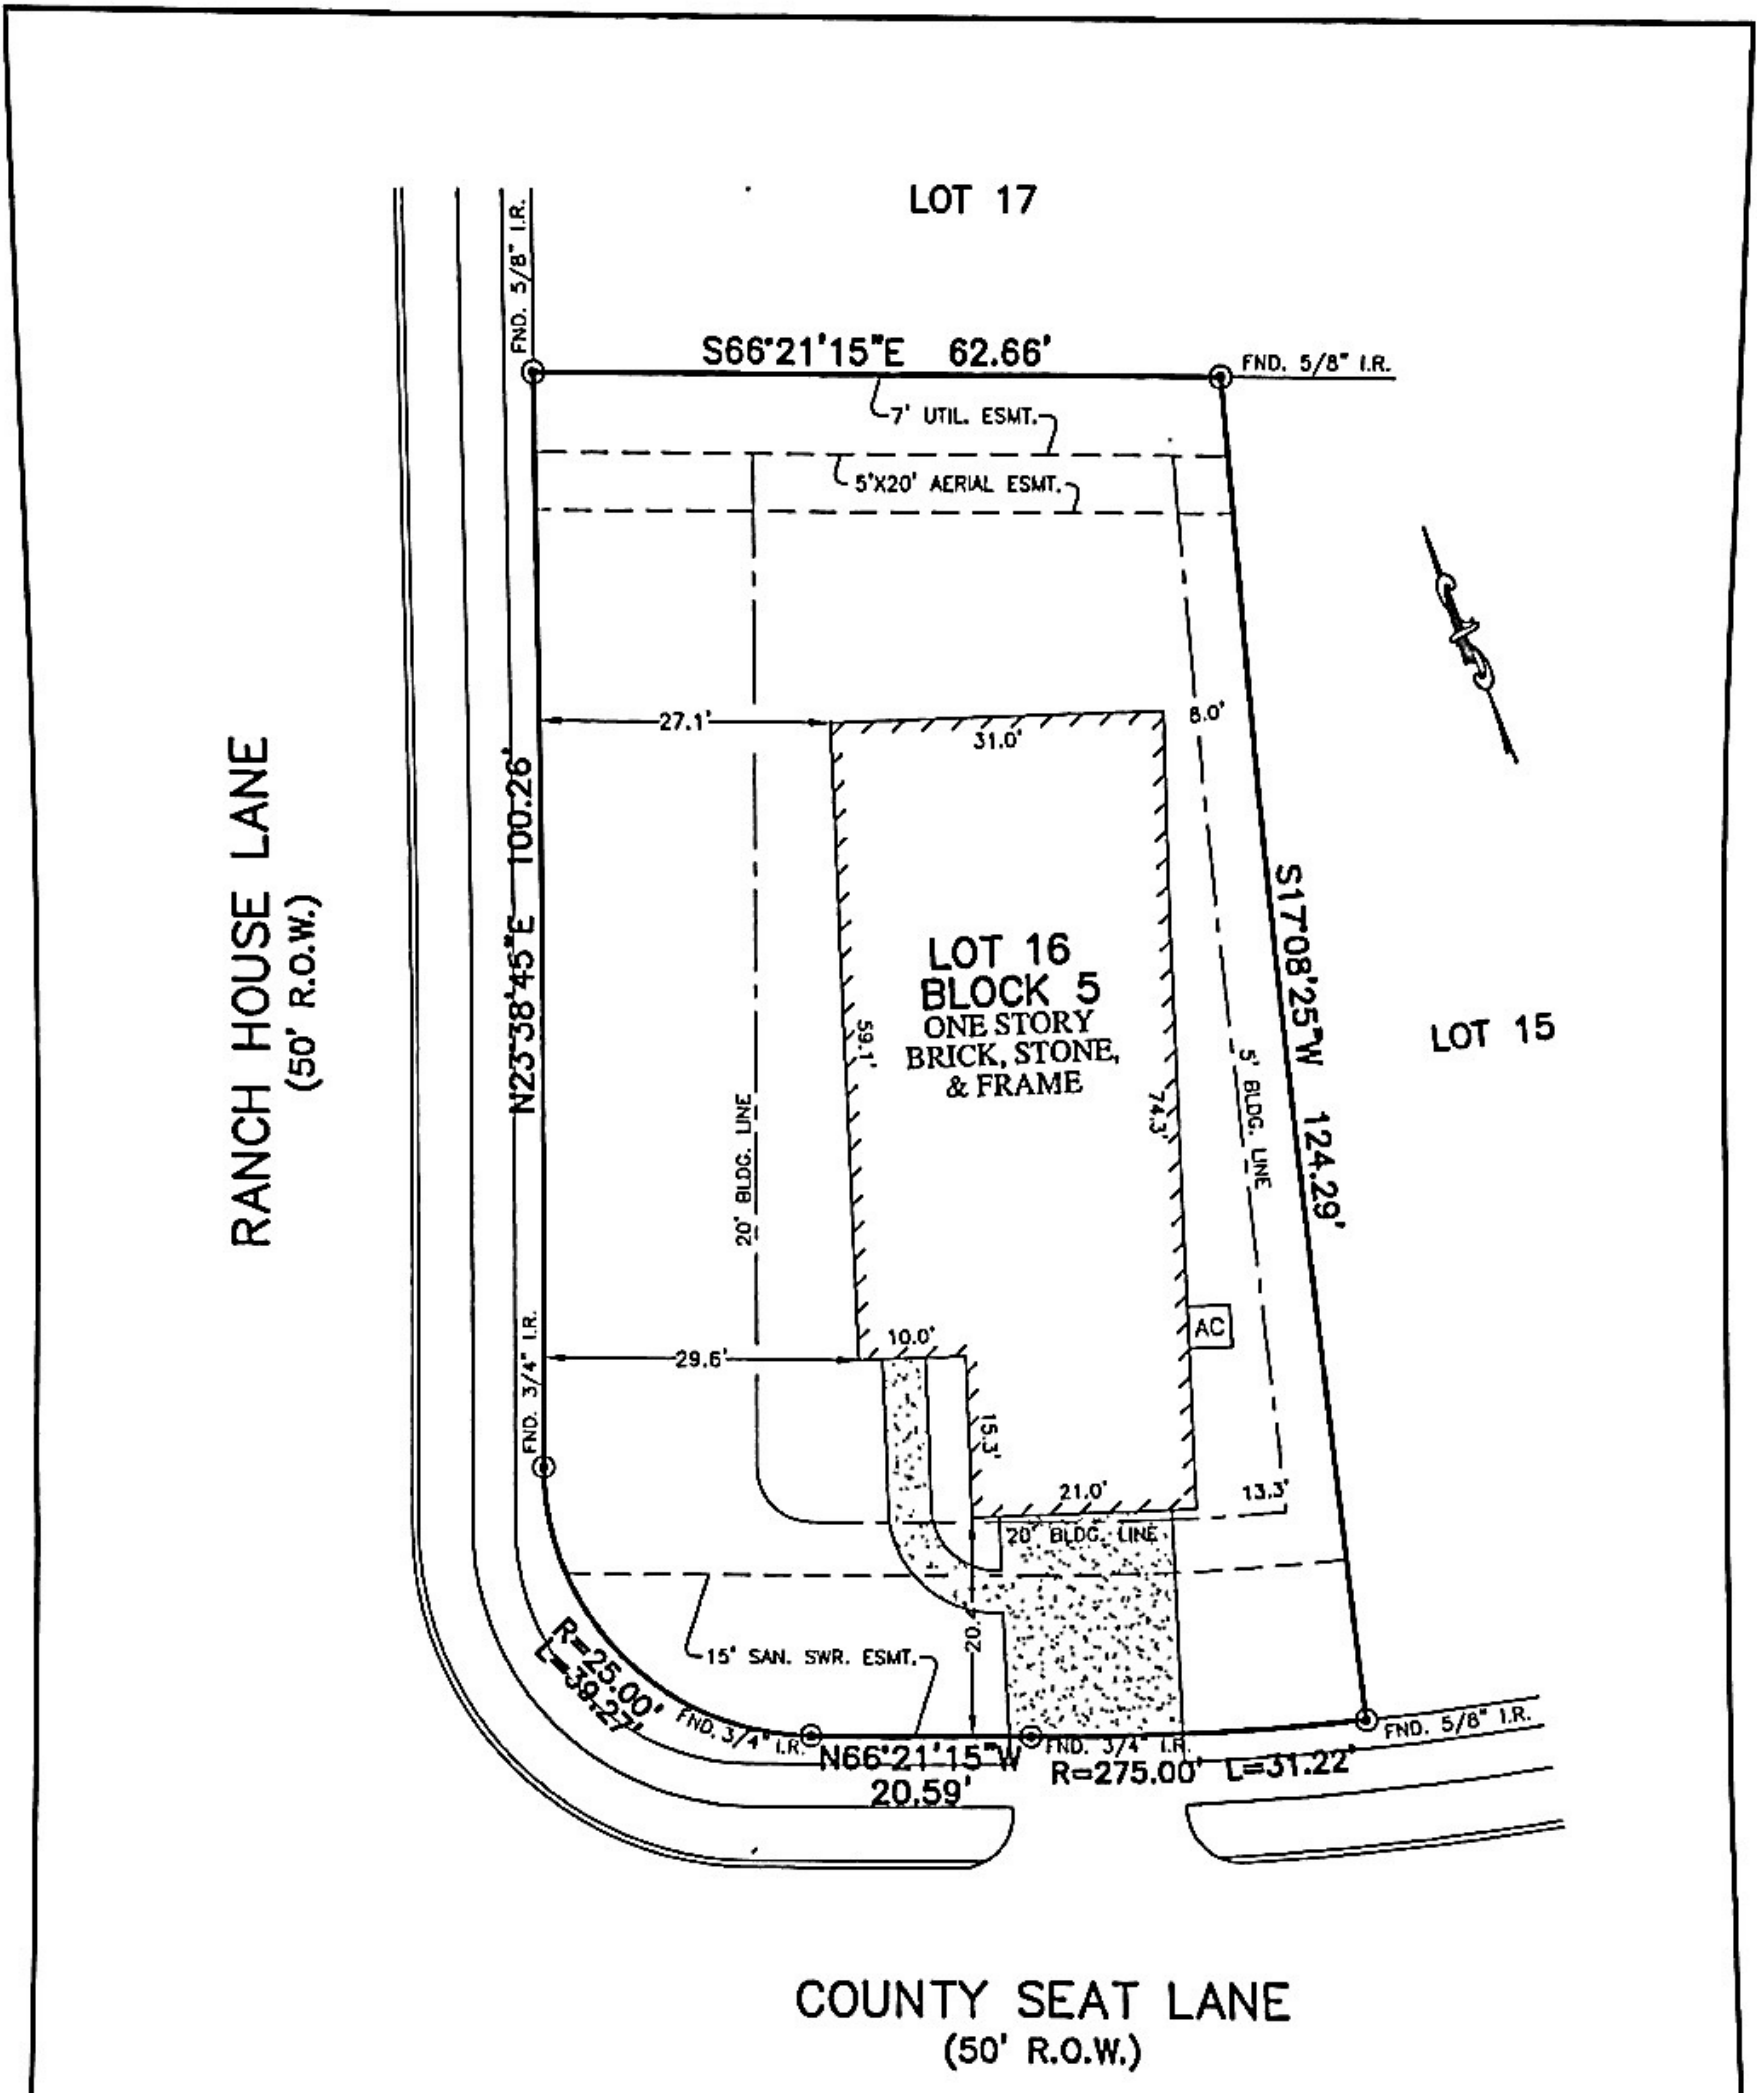 LOT 17
FND. 5/8" I.R.
S66°21'15"E 62.66'
FND. 5/8" I.R.
7' UTIL. ESMT.
5'X20' AERIAL ESMT.
27.1'
31.0'
8.0'
N23°38'45"E 100.26'
RANCH HOUSE LANE
(50' R.O.W.)
LOT 16
BLOCK 5
ONE STORY
BRICK, STONE,
& FRAME
59.1'
74.3'
S17°08'25"W 124.29'
LOT 15
5' BLDG. LINE
20' BLDG. LINE
FND. 3/4" I.R.
29.6'
10.0'
AC
15.3'
21.0'
13.3'
20' BLDG. LINE
15' SAN. SWR. ESMT.
R=25.00'
L=39.27'
FND. 3/4" I.R.
N66°21'15"W
20.59'
FND. 3/4" I.R.
R=275.00' L=31.22'
FND. 5/8" I.R.
COUNTY SEAT LANE
(50' R.O.W.)